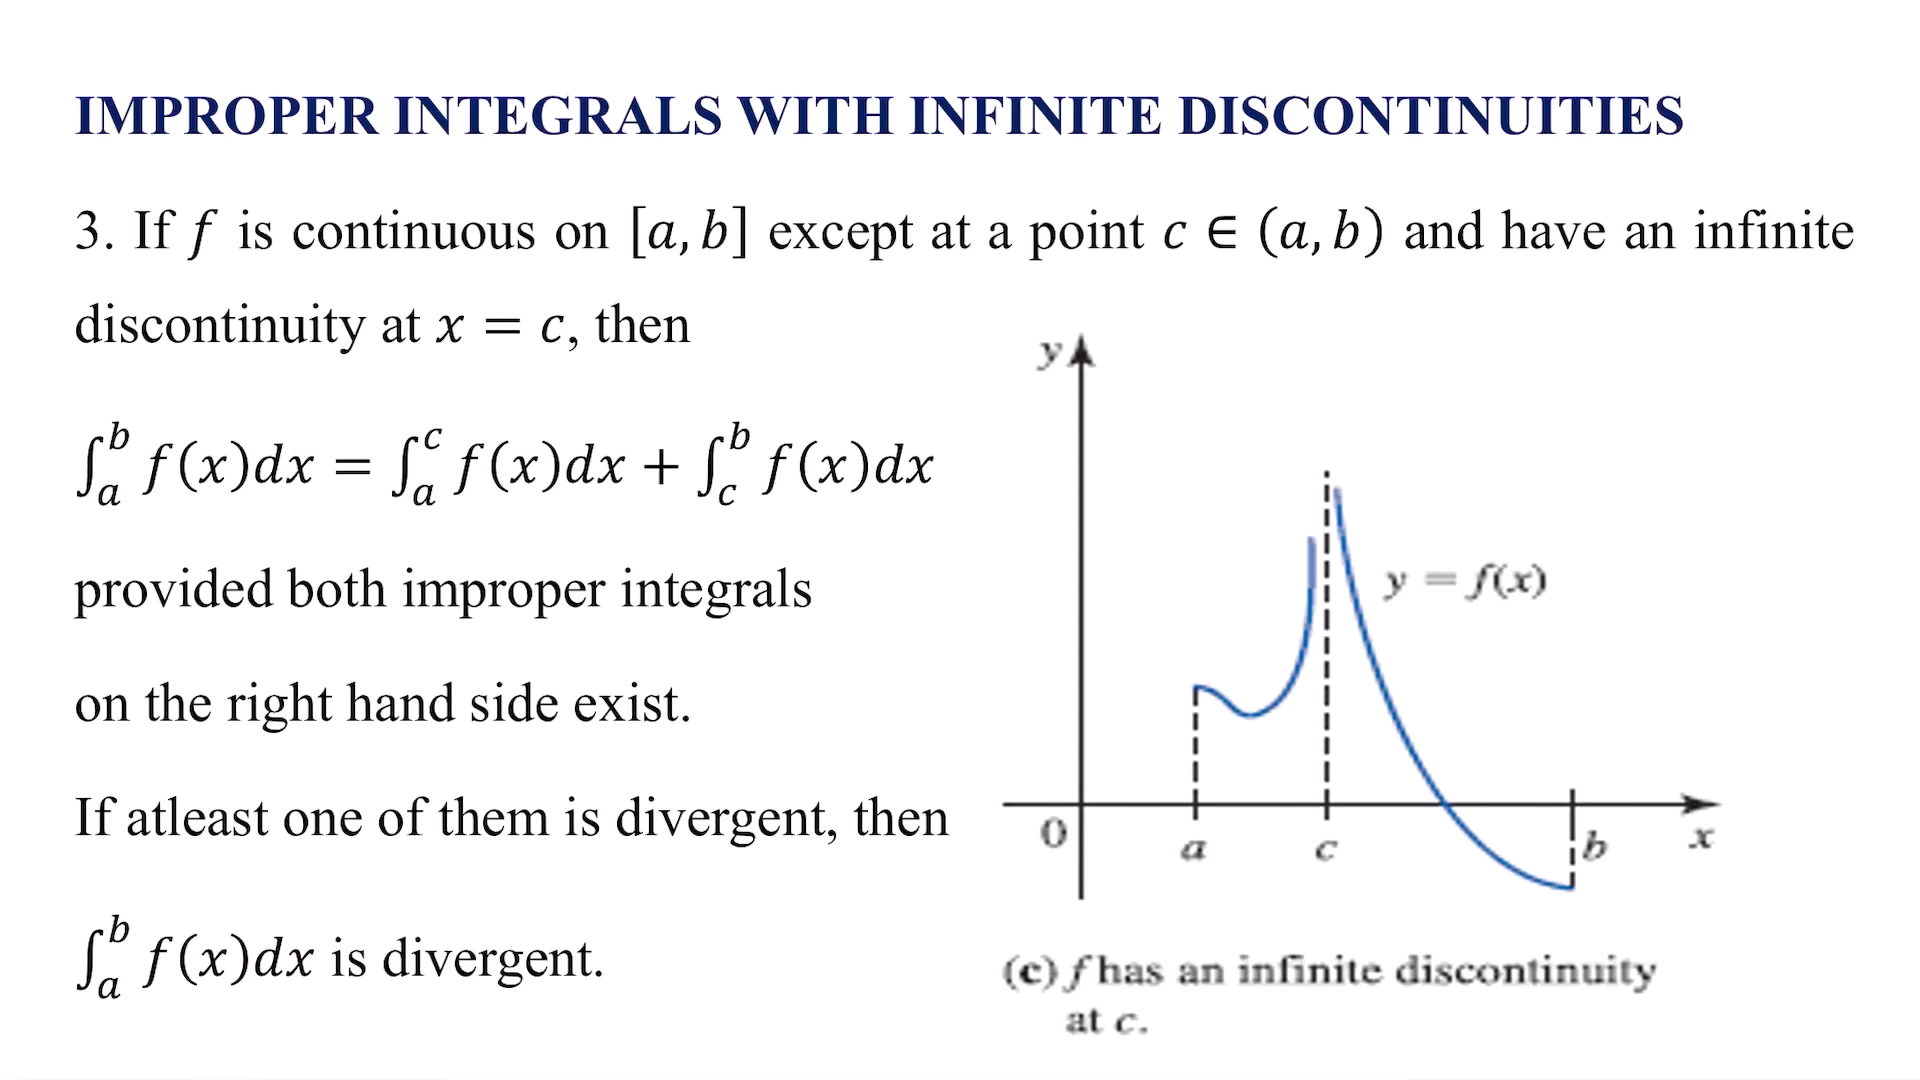 IMPROPER INTEGRALS WITH INFINITE DISCONTINUITIES
3. If f is continuous on [a, b] except at a point c ∈ (a, b) and have an infinite
discontinuity at x = c, then
∫_a^b f(x)dx = ∫_a^c f(x)dx + ∫_c^b f(x)dx
provided both improper integrals
on the right hand side exist.
If atleast one of them is divergent, then
∫_a^b f(x)dx is divergent.
y
y = f(x)
0
a
c
b
x
(c) f has an infinite discontinuity
at c.